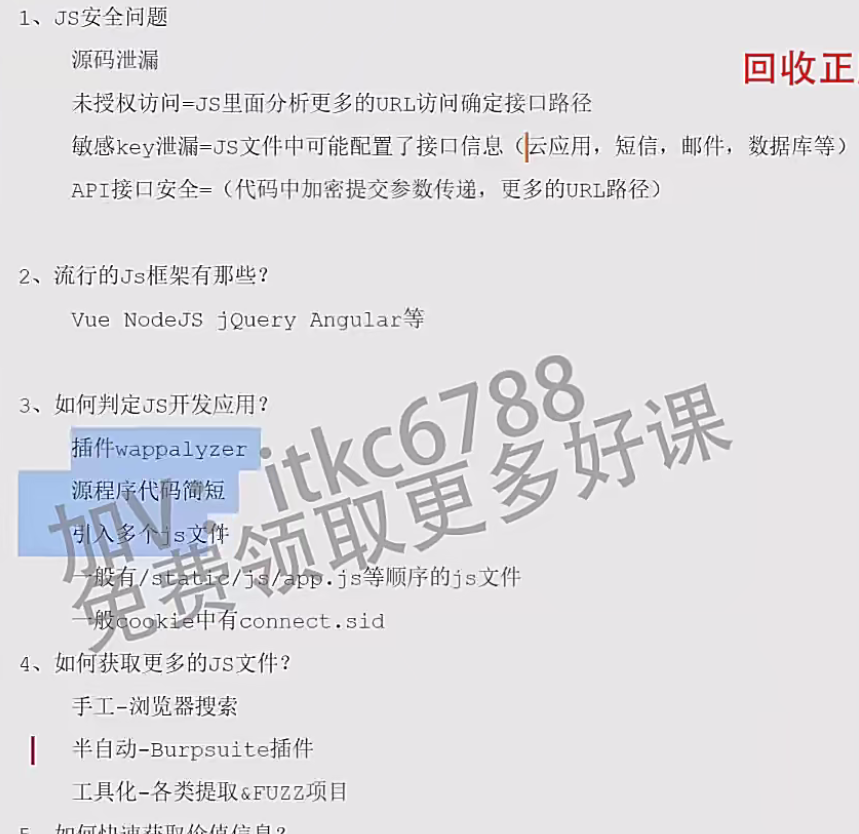 1、JS安全问题
源码泄漏
回收正
未授权访问=JS里面分析更多的URL访问确定接口路径
敏感key泄漏=JS文件中可能配置了接口信息（云应用，短信，邮件，数据库等）
API接口安全=（代码中加密提交参数传递，更多的URL路径）
2、流行的Js框架有那些？
Vue NodeJS jQuery Angular等
3、如何判定JS开发应用？
插件wappalyzer
源程序代码简短
引入多个js文件
一般有/static/js/app.js等顺序的js文件
一般cookie中有connect.sid
加v：itkc6788
免费领取更多好课
4、如何获取更多的JS文件？
手工-浏览器搜索
半自动-Burpsuite插件
工具化-各类提取&FUZZ项目
5、如何快速获取价值信息？